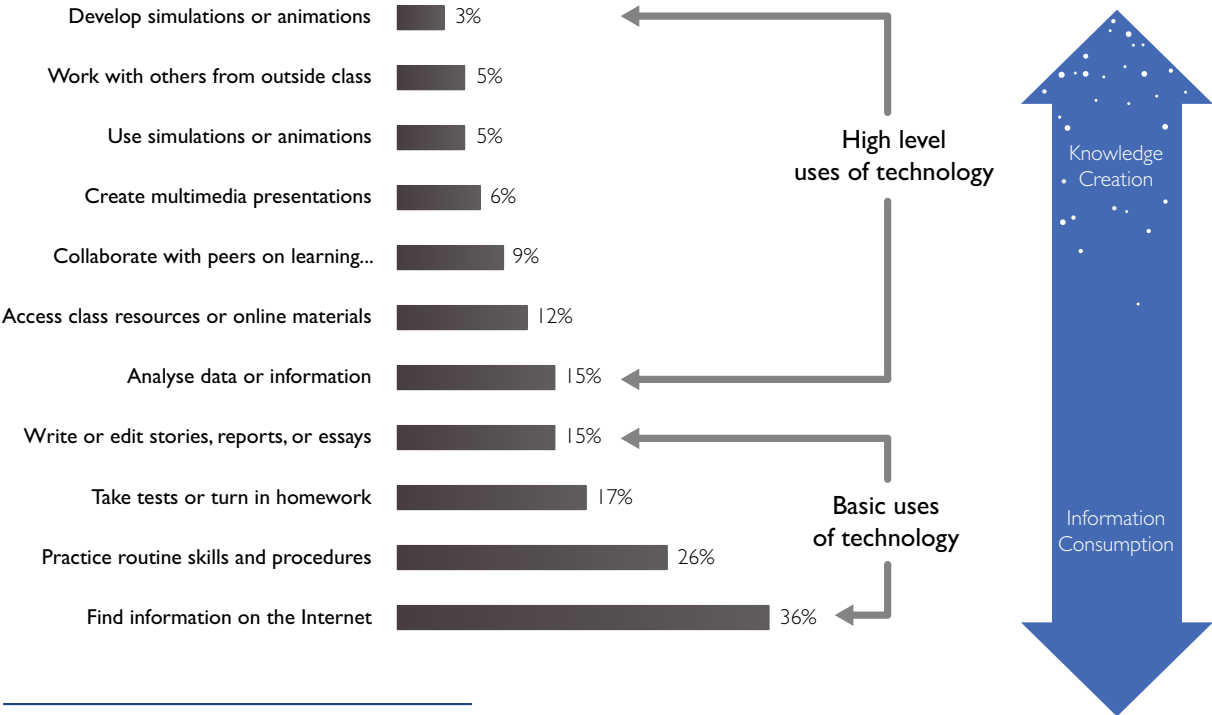 Develop simulations or animations 3%
Work with others from outside class 5%
Use simulations or animations 5%
Create multimedia presentations 6%
Collaborate with peers on learning... 9%
Access class resources or online materials 12%
Analyse data or information 15%
Write or edit stories, reports, or essays 15%
Take tests or turn in homework 17%
Practice routine skills and procedures 26%
Find information on the Internet 36%
High level
uses of technology
Basic uses
of technology
Knowledge
Creation
Information
Consumption